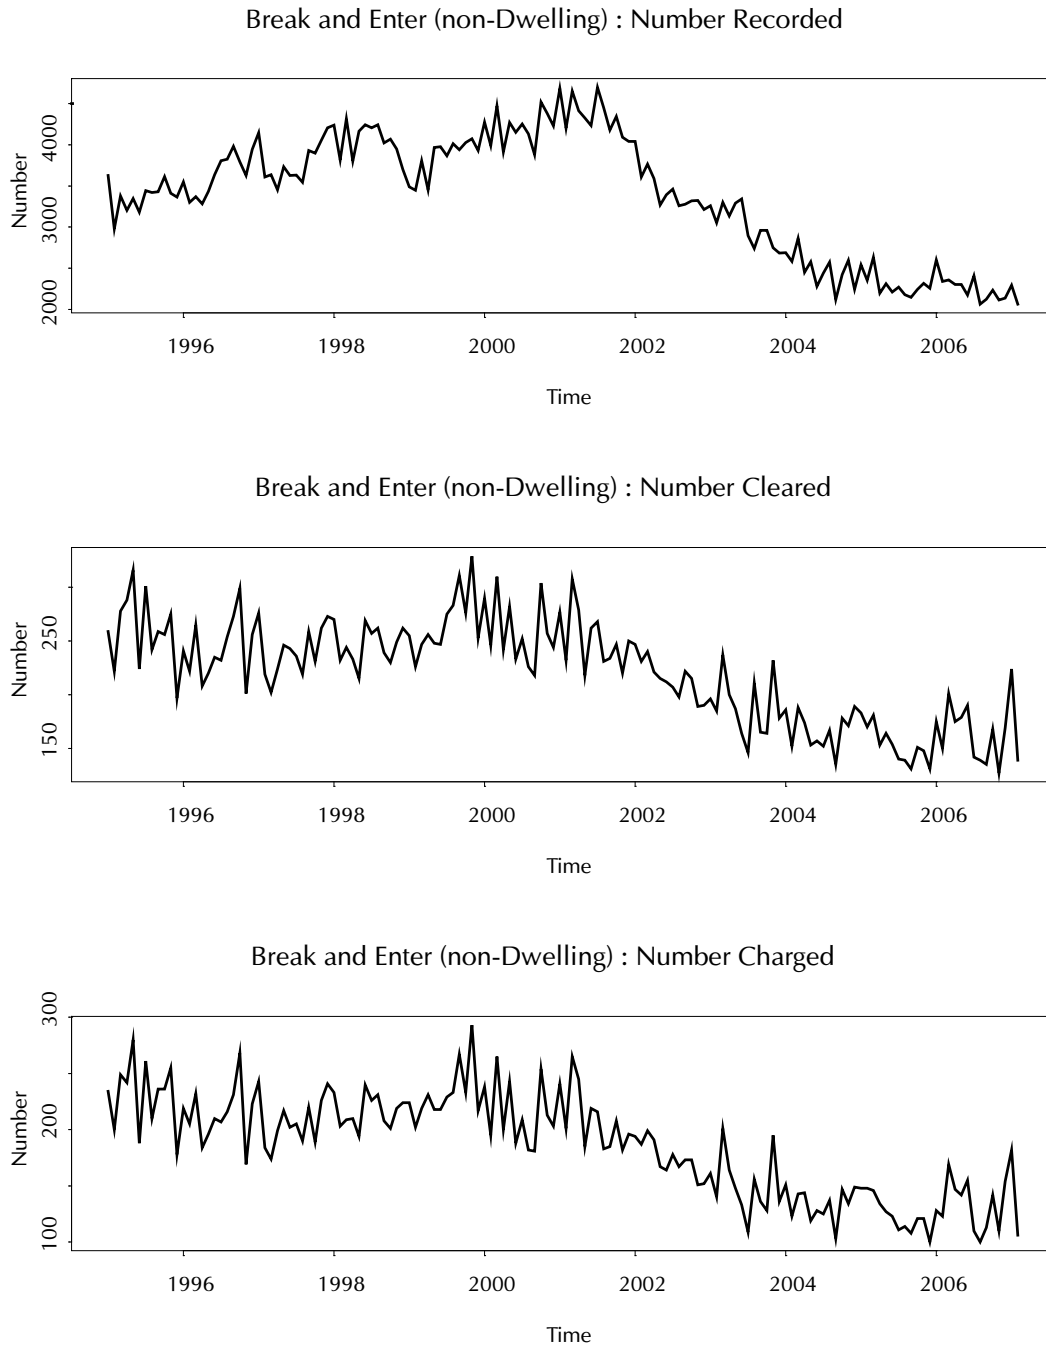 Break and Enter (non-Dwelling) : Number Recorded
Number
2000 3000 4000
1996 1998 2000 2002 2004 2006
Time
Break and Enter (non-Dwelling) : Number Cleared
Number
150 250
1996 1998 2000 2002 2004 2006
Time
Break and Enter (non-Dwelling) : Number Charged
Number
100 200 300
1996 1998 2000 2002 2004 2006
Time